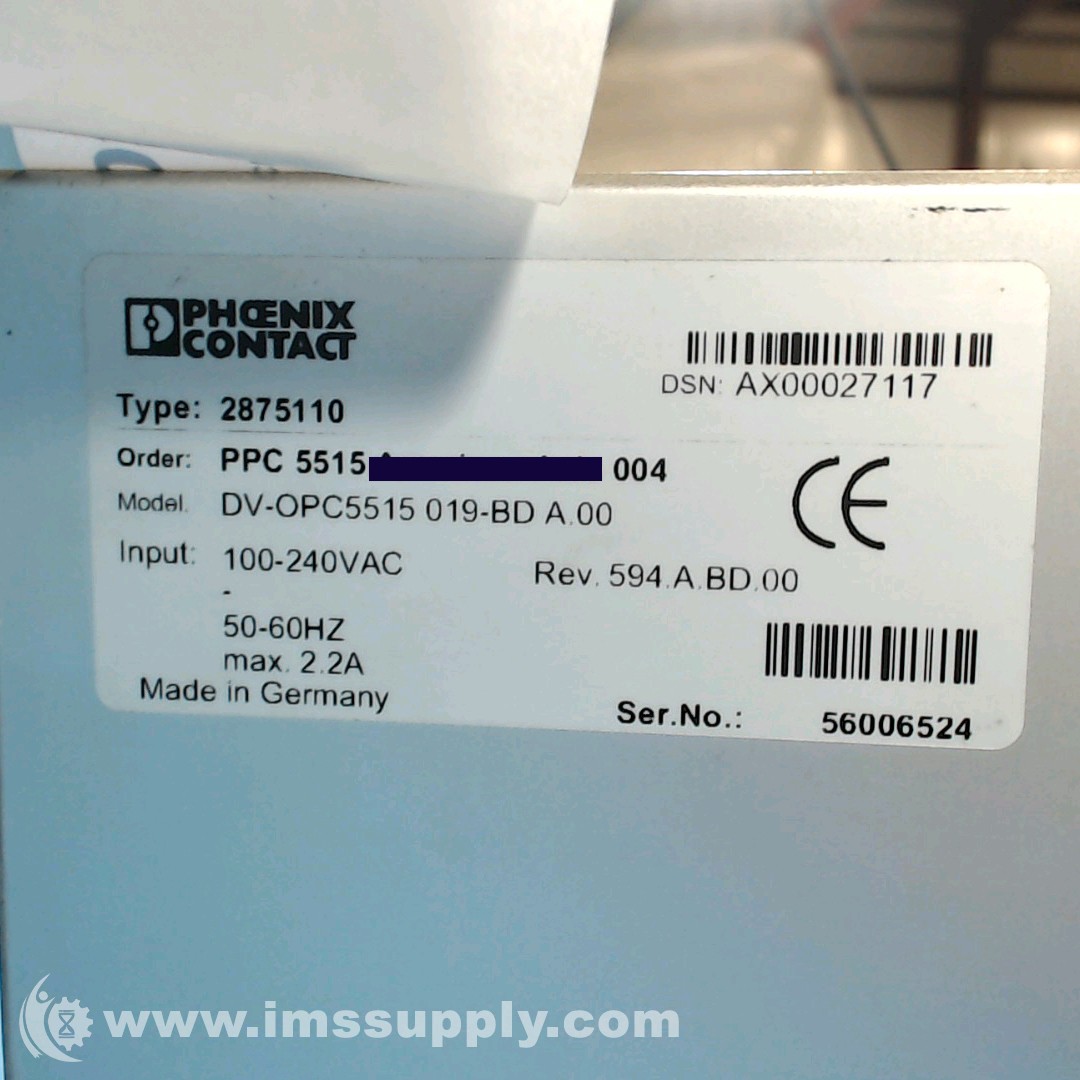 PHŒNIX
CONTACT
DSN: AX00027117
Type: 2875110
Order: PPC 5515 004
Model. DV-OPC5515 019-BD A.00
CE
Input: 100-240VAC
Rev. 594.A.BD.00
-
50-60HZ
max. 2.2A
Made in Germany
Ser.No.: 56006524
www.imssupply.com